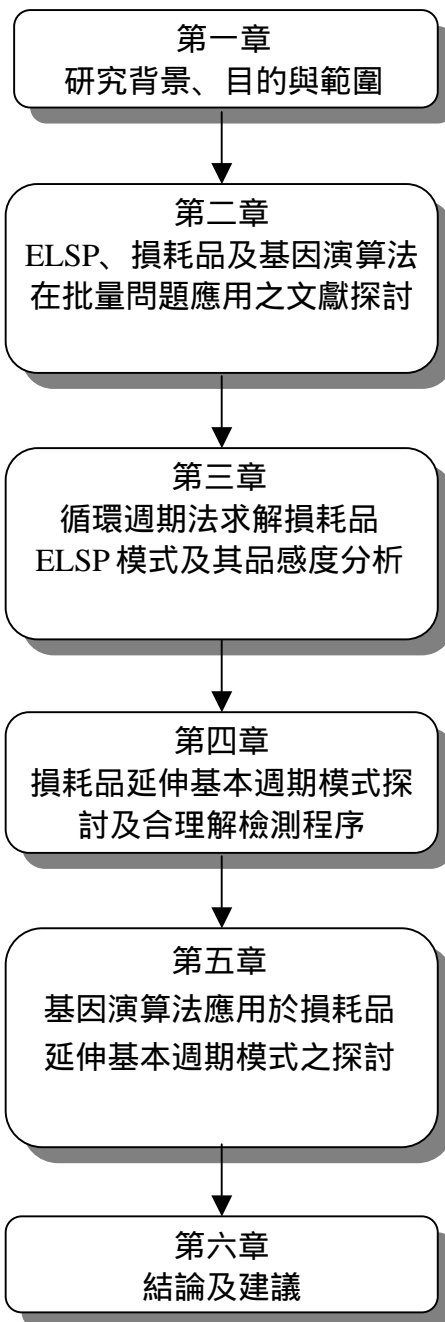 第一章
研究背景、目的與範圍
第二章
ELSP、損耗品及基因演算法
在批量問題應用之文獻探討
第三章
循環週期法求解損耗品
ELSP 模式及其品感度分析
第四章
損耗品延伸基本週期模式探
討及合理解檢測程序
第五章
基因演算法應用於損耗品
延伸基本週期模式之探討
第六章
結論及建議